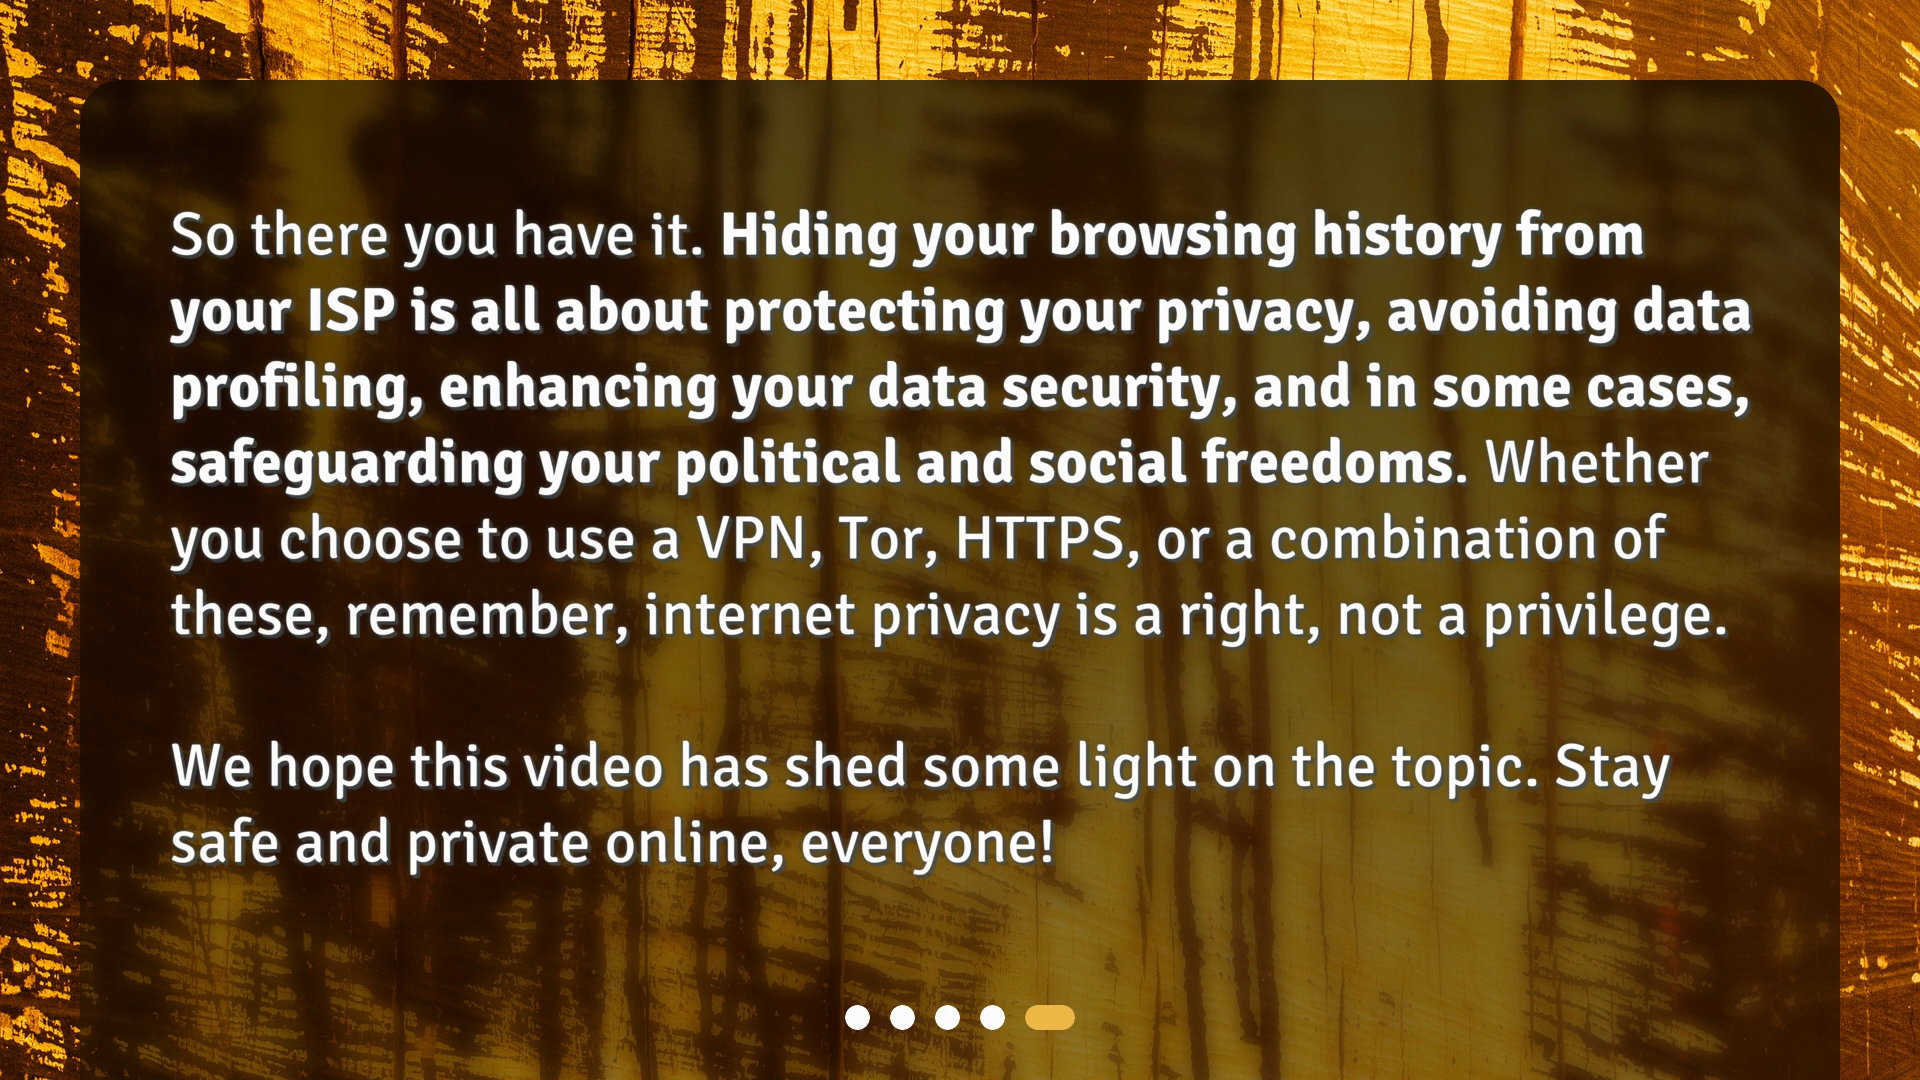 So there you have it. Hiding your browsing history from
your ISP is all about protecting your privacy, avoiding data
profiling, enhancing your data security, and in some cases,
safeguarding your political and social freedoms. Whether
you choose to use a VPN, Tor, HTTPS, or a combination of
these, remember, internet privacy is a right, not a privilege.
We hope this video has shed some light on the topic. Stay
safe and private online, everyone!